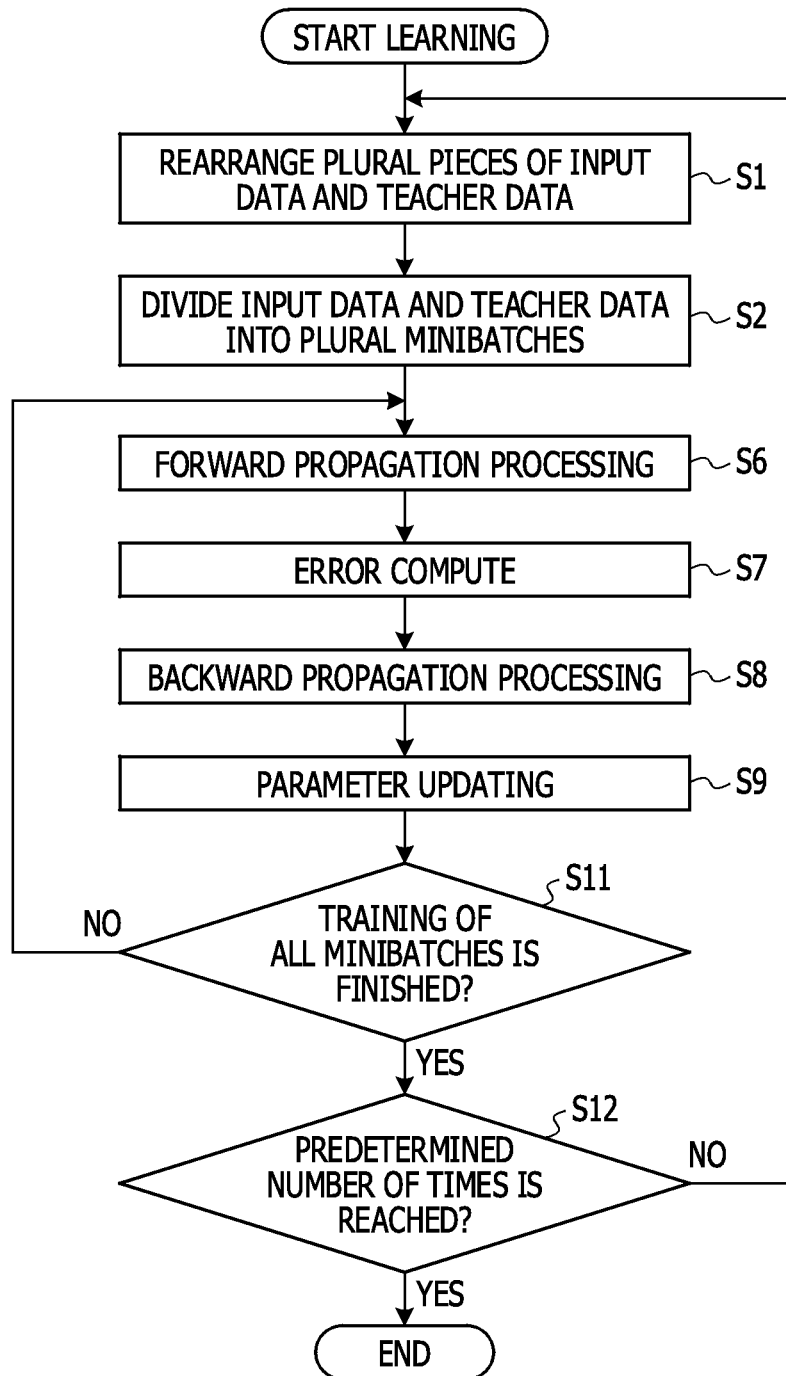 START LEARNING
REARRANGE PLURAL PIECES OF INPUT
DATA AND TEACHER DATA
S1
DIVIDE INPUT DATA AND TEACHER DATA
INTO PLURAL MINIBATCHES
S2
FORWARD PROPAGATION PROCESSING
S6
ERROR COMPUTE
S7
BACKWARD PROPAGATION PROCESSING
S8
PARAMETER UPDATING
S9
S11
NO
TRAINING OF
ALL MINIBATCHES IS
FINISHED?
YES
S12
PREDETERMINED
NUMBER OF TIMES IS
REACHED?
NO
YES
END